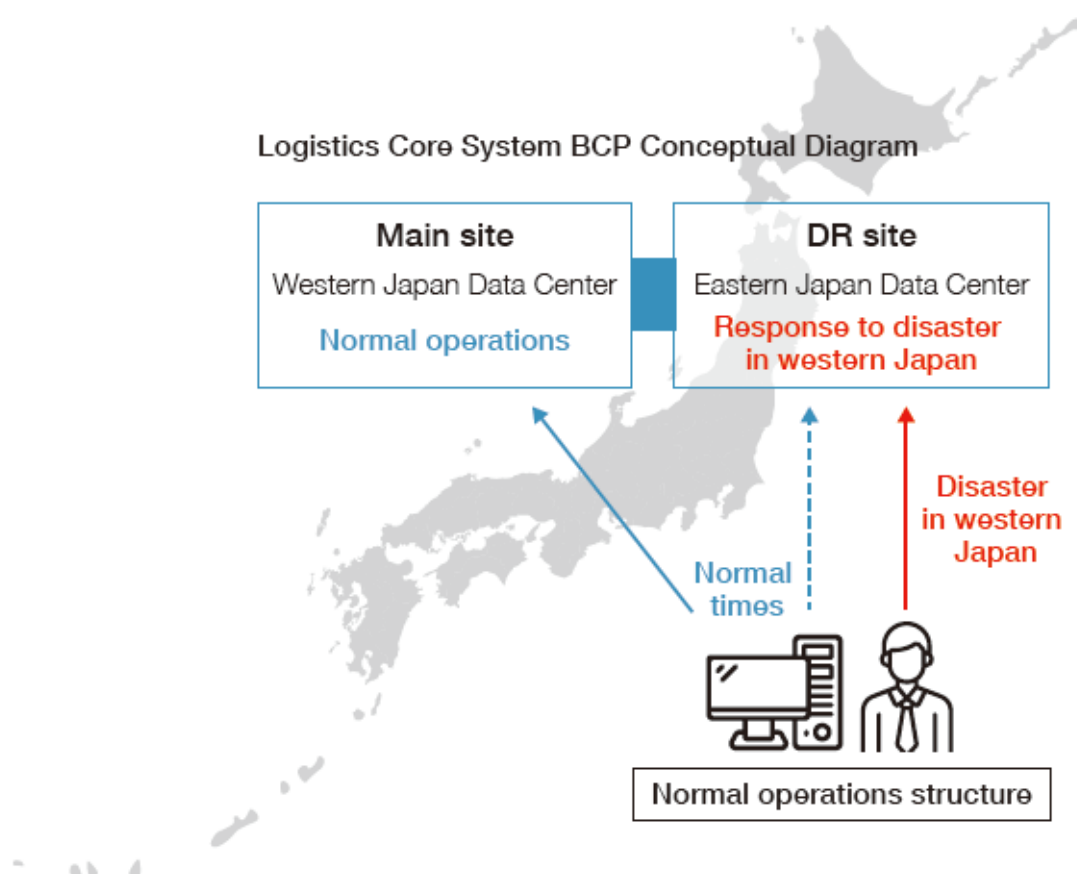 Logistics Core System BCP Conceptual Diagram
Main site
Western Japan Data Center
Normal operations
DR site
Eastern Japan Data Center
Response to disaster
in western Japan
Normal
times
Disaster
in western
Japan
Normal operations structure